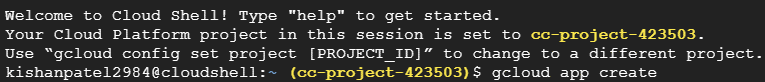 Welcome to Cloud Shell! Type "help" to get started.
Your Cloud Platform project in this session is set to cc-project-423503.
Use “gcloud config set project [PROJECT_ID]” to change to a different project.
kishanpatel2984@cloudshell:~ (cc-project-423503)$ gcloud app create